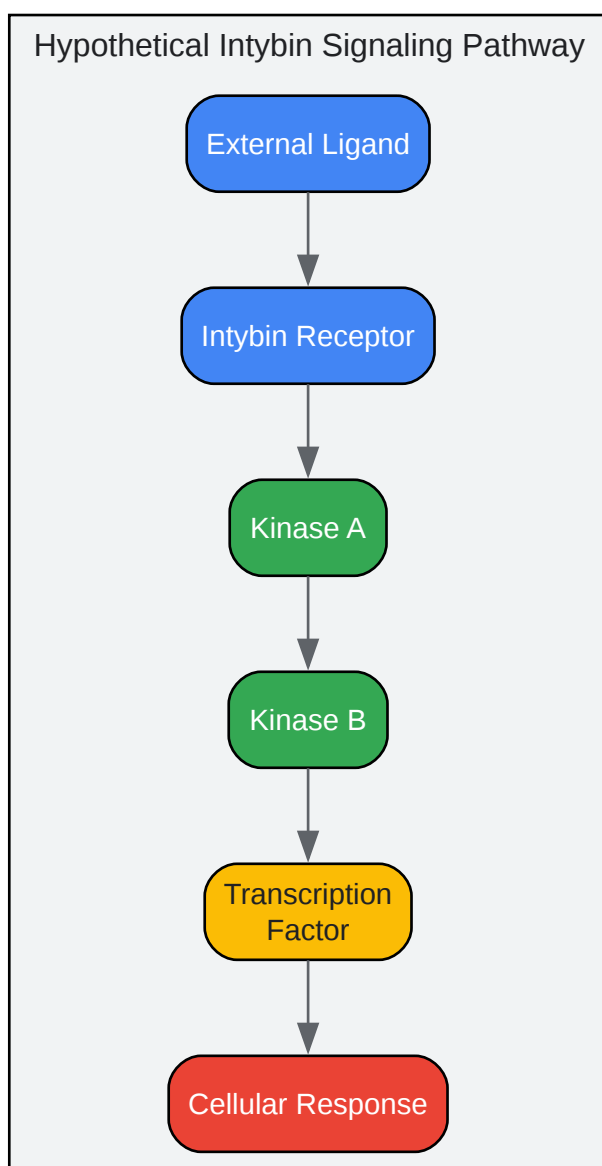 Hypothetical Intybin Signaling Pathway
External Ligand
Intybin Receptor
Kinase A
Kinase B
Transcription
Factor
Cellular Response